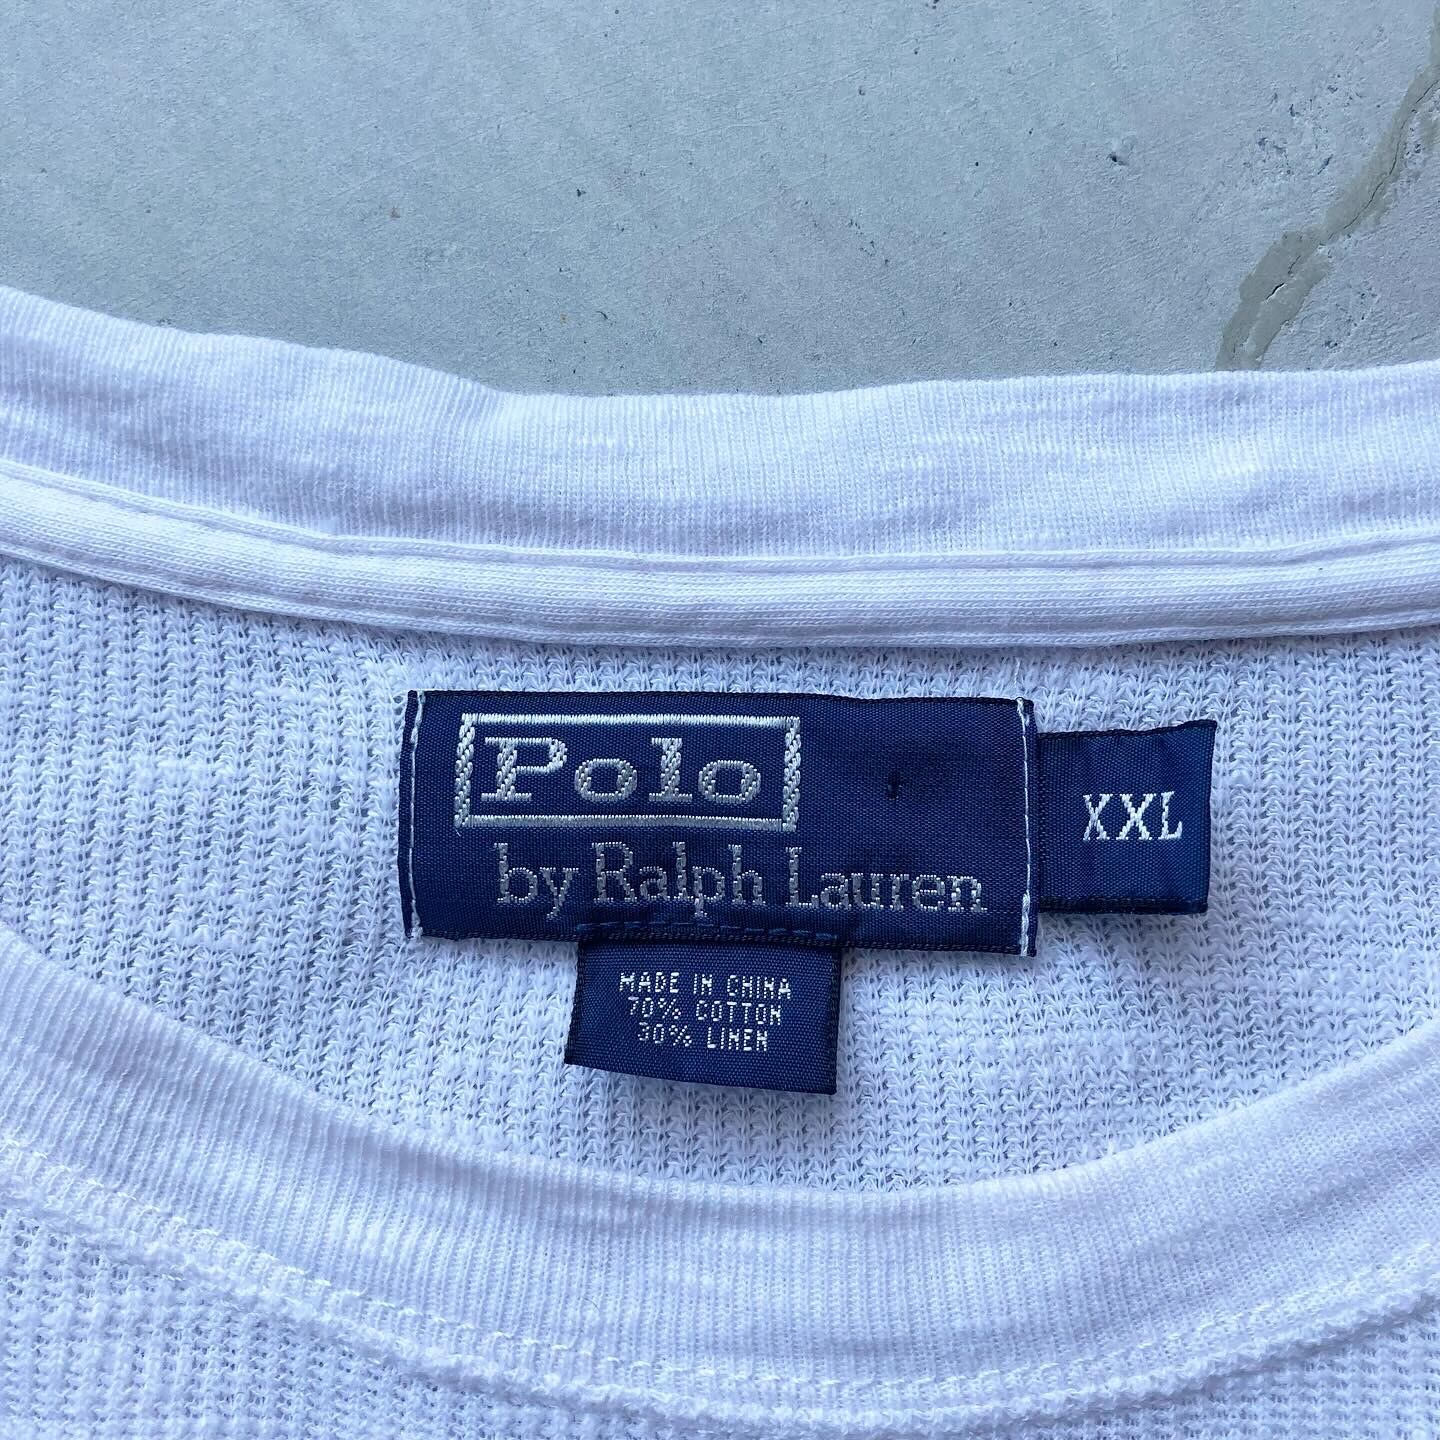 Polo
by Ralph Lauren
XXL
MADE IN CHINA
70% COTTON
30% LINEN